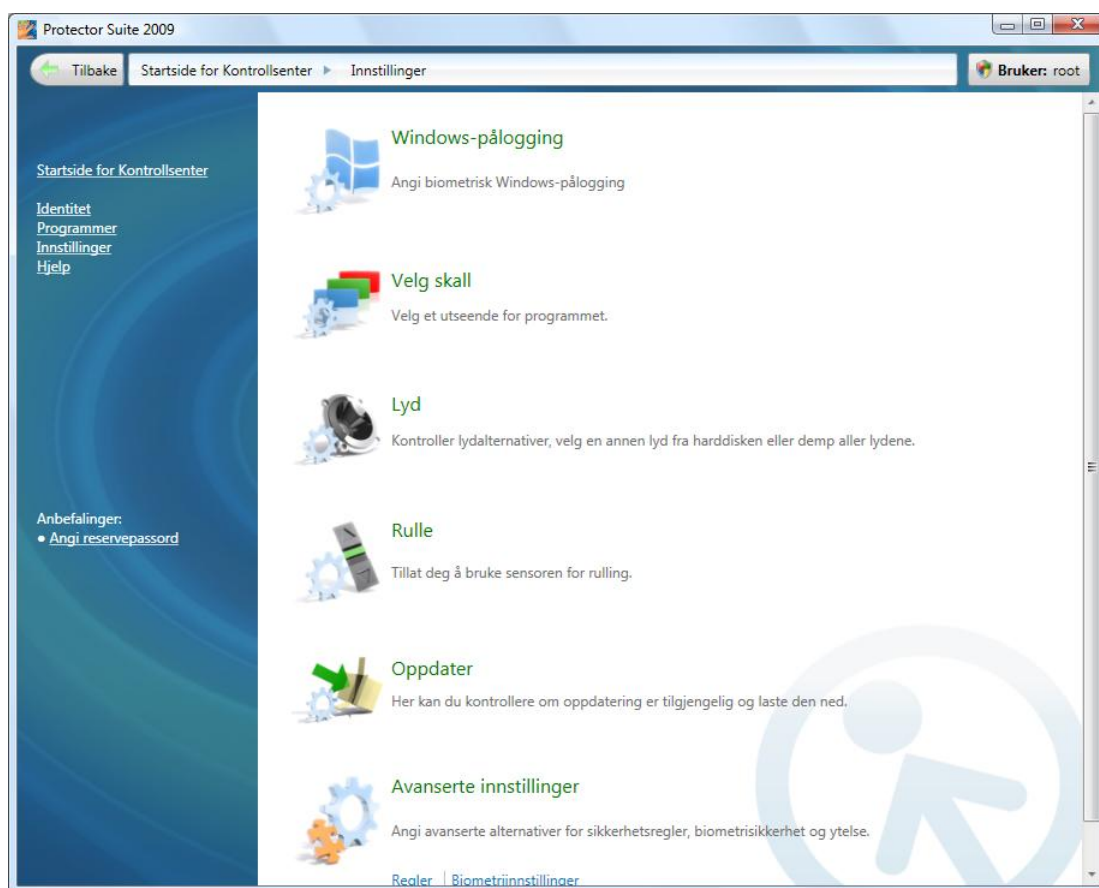 Protector Suite 2009
Tilbake
Startside for Kontrollsenter
Innstillinger
Bruker: root
Startside for Kontrollsenter
Identitet
Programmer
Innstillinger
Hjelp
Anbefalinger:
Angi reservepassord
Windows-pålogging
Angi biometrisk Windows-pålogging
Velg skall
Velg et utseende for programmet.
Lyd
Kontroller lydalternativer, velg en annen lyd fra harddisken eller demp aller lydene.
Rulle
Tillat deg å bruke sensoren for rulling.
Oppdater
Her kan du kontrollere om oppdatering er tilgjengelig og laste den ned.
Avanserte innstillinger
Angi avanserte alternativer for sikkerhetsregler, biometrisikkerhet og ytelse.
Regler | Biometriinnstillinger